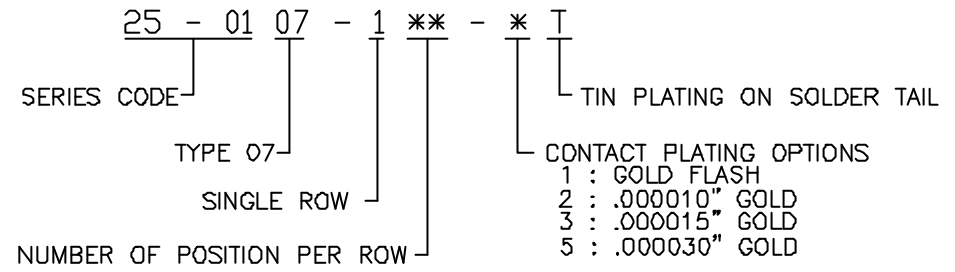 25 - 01 07 - 1 ** - * T
SERIES CODE
TIN PLATING ON SOLDER TAIL
TYPE 07
CONTACT PLATING OPTIONS
1 : GOLD FLASH
SINGLE ROW
2 : .000010" GOLD
3 : .000015" GOLD
5 : .000030" GOLD
NUMBER OF POSITION PER ROW